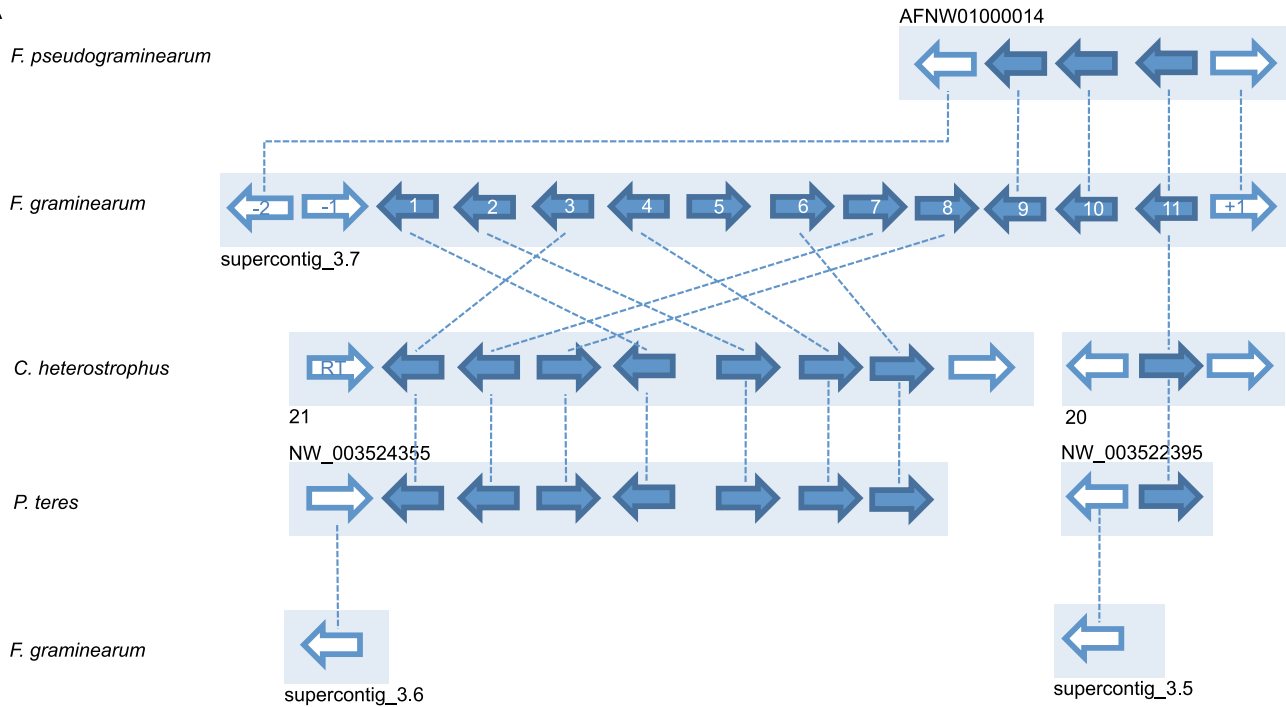 AFNW01000014
F. pseudograminearum
F. graminearum
-2 -1 1 2 3 4 5 6 7 8 9 10 11 +1
supercontig_3.7
C. heterostrophus
RT
21
20
NW_003524355
NW_003522395
P. teres
F. graminearum
supercontig_3.6
supercontig_3.5